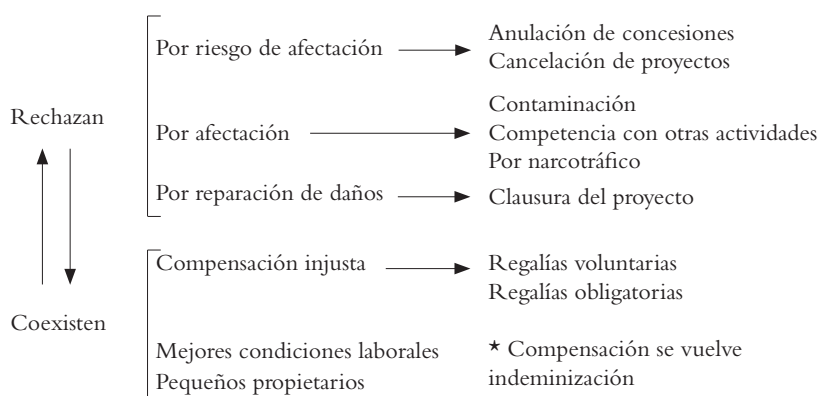 Por riesgo de afectación
Anulación de concesiones
Cancelación de proyectos
Rechazan
Por afectación
Contaminación
Competencia con otras actividades
Por narcotráfico
Por reparación de daños
Clausura del proyecto
Coexisten
Compensación injusta
Regalías voluntarias
Regalías obligatorias
Mejores condiciones laborales
Pequeños propietarios
* Compensación se vuelve
indeminización